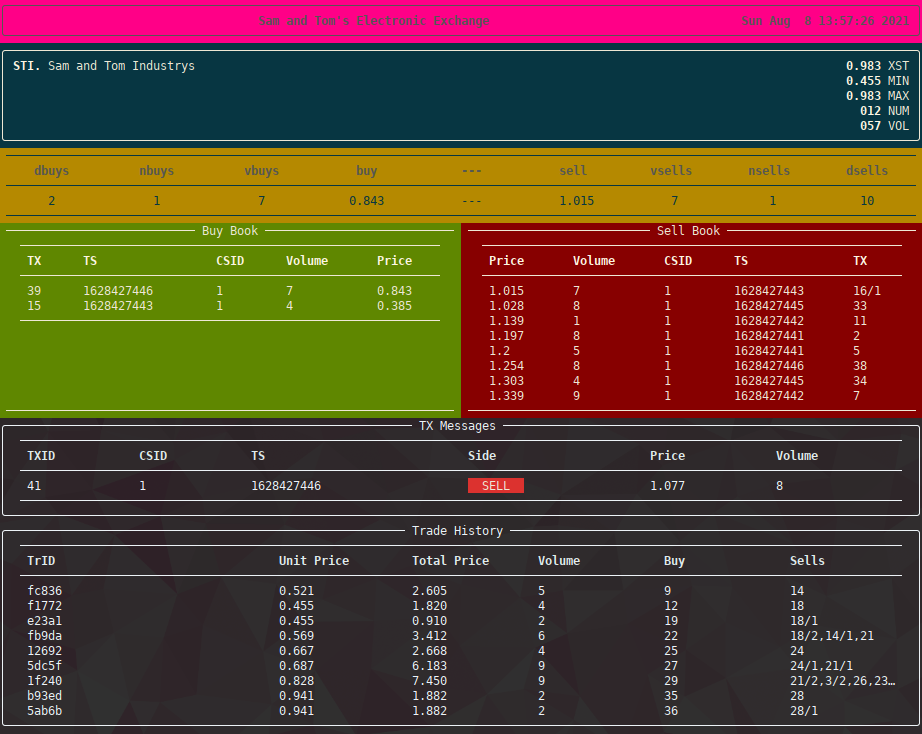 Sam and Tom's Electronic Exchange Sun Aug 8 13:57:26 2021
STI. Sam and Tom Industrys 0.983 XST
0.455 MIN
0.983 MAX
012 NUM
057 VOL
dbuys nbuys vbuys buy --- sell vsells nsells dsells
2 1 7 0.843 --- 1.015 7 1 10
Buy Book
TX TS CSID Volume Price
39 1628427446 1 7 0.843
15 1628427443 1 4 0.385
Sell Book
Price Volume CSID TS TX
1.015 7 1 1628427443 16/1
1.028 8 1 1628427445 33
1.139 1 1 1628427442 11
1.197 8 1 1628427441 2
1.2 5 1 1628427441 5
1.254 8 1 1628427446 38
1.303 4 1 1628427445 34
1.339 9 1 1628427442 7
TX Messages
TXID CSID TS Side Price Volume
41 1 1628427446 SELL 1.077 8
Trade History
TrID Unit Price Total Price Volume Buy Sells
fc836 0.521 2.605 5 9 14
f1772 0.455 1.820 4 12 18
e23a1 0.455 0.910 2 19 18/1
fb9da 0.569 3.412 6 22 18/2,14/1,21
12692 0.667 2.668 4 25 24
5dc5f 0.687 6.183 9 27 24/1,21/1
1f240 0.828 7.450 9 29 21/2,3/2,26,23…
b93ed 0.941 1.882 2 35 28
5ab6b 0.941 1.882 2 36 28/1